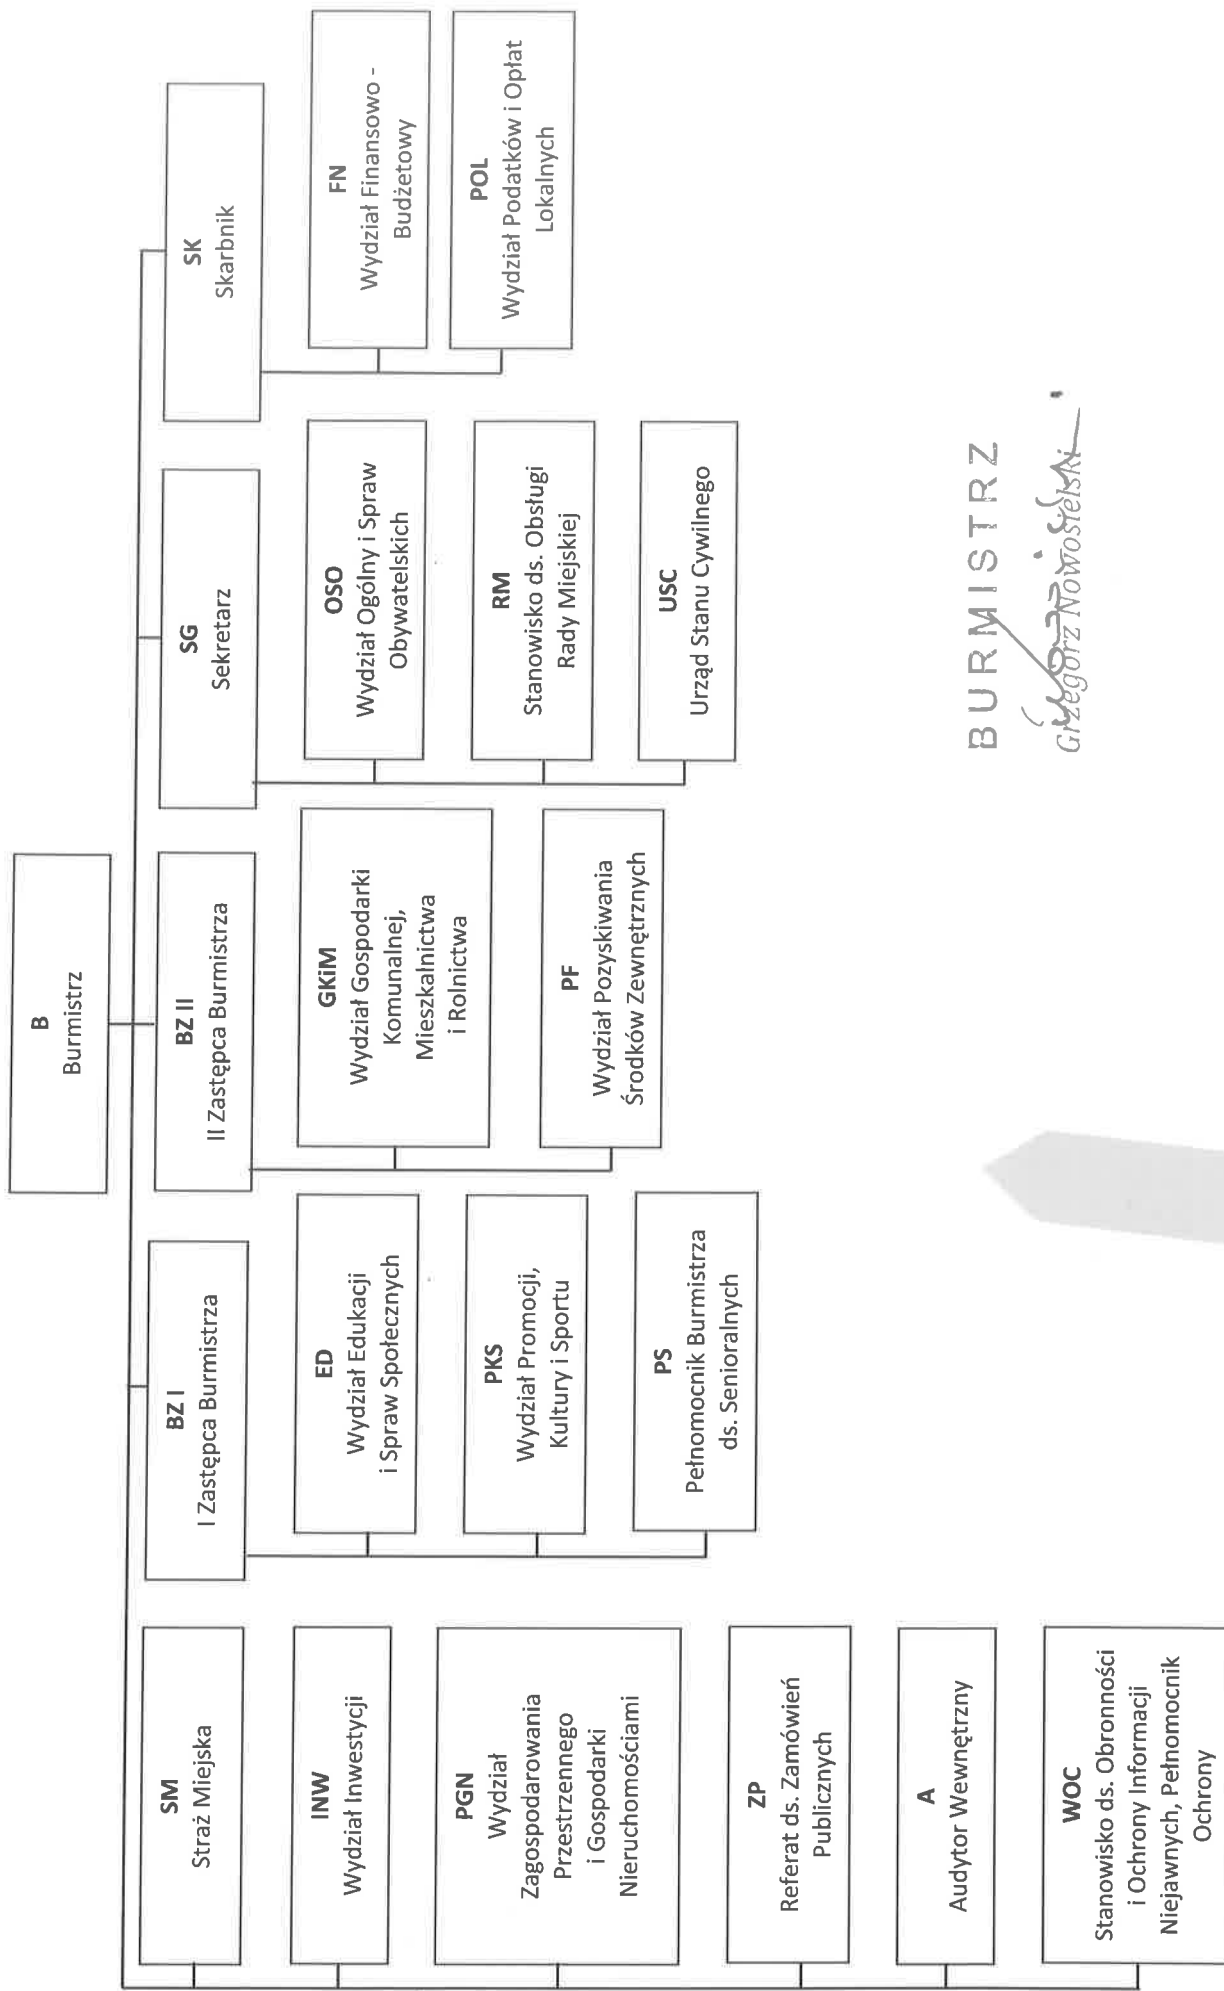 B
Burmistrz
SM
Straż Miejska
INW
Wydział Inwestycji
PGN
Wydział
Zagospodarowania
Przestrzennego
i Gospodarki
Nieruchomościami
ZP
Referat ds. Zamówień
Publicznych
A
Audytor Wewnętrzny
WOC
Stanowisko ds. Obronności
i Ochrony Informacji
Niejawnych, Pełnomocnik
Ochrony
BZ I
I Zastępca Burmistrza
ED
Wydział Edukacji
i Spraw Społecznych
PKS
Wydział Promocji,
Kultury i Sportu
PS
Pełnomocnik Burmistrza
ds. Senioralnych
BZ II
II Zastępca Burmistrza
GKiM
Wydział Gospodarki
Komunalnej,
Mieszkalnictwa
i Rolnictwa
PF
Wydział Pozyskiwania
Środków Zewnętrznych
SG
Sekretarz
OSO
Wydział Ogólny i Spraw
Obywatelskich
RM
Stanowisko ds. Obsługi
Rady Miejskiej
USC
Urząd Stanu Cywilnego
SK
Skarbnik
FN
Wydział Finansowo -
Budżetowy
POL
Wydział Podatków i Opłat
Lokalnych
BURMISTRZ
Grzegorz Nowosielski